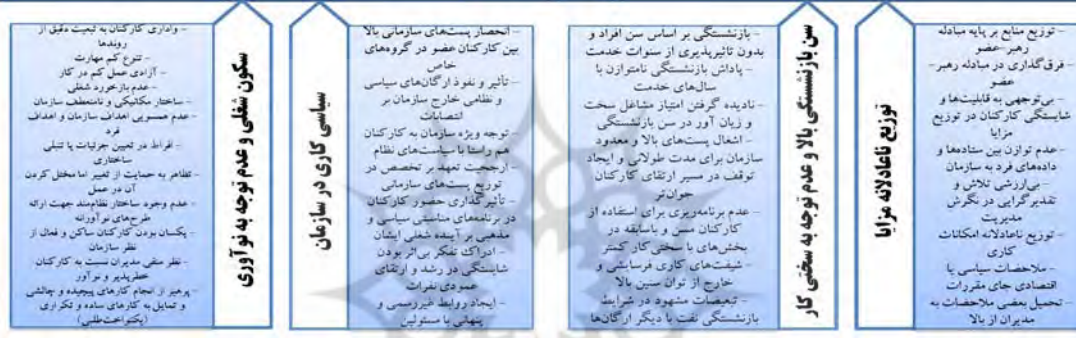 توزیع ناعادلانه مزایا
- توزیع منابع بر پایه مبادله
رهبر-عضو
- فرق‌گذاری در مبادله رهبر-
عضو
- بی‌توجهی به قابلیت‌ها و
شایستگی کارکنان در توزیع
مزایا
- عدم توازن بین ستاده‌ها و
داده‌های فرد به سازمان
- بی‌ارزشی تلاش و
تقدیرگرایی در نگرش
مدیریت
- توزیع ناعادلانه امکانات
کاری
- ملاحضات سیاسی یا
اقتصادی جای مقررات
- تحمیل بعضی ملاحضات به
مدیران از بالا
سن بازنشستگی بالا و عدم توجه به سختی کار
- بازنشستگی بر اساس سن افراد و
بدون تاثیرپذیری از سنوات خدمت
- پاداش بازنشستگی نامتوازن با
سال‌های خدمت
- نادیده گرفتن امتیاز مشاغل سخت
و زیان آور در سن بازنشستگی
- اشغال پست‌های بالا و معدود
سازمان برای مدت طولانی و ایجاد
توقف در مسیر ارتقای کارکنان
جوان‌تر
- عدم برنامه‌ریزی برای استفاده از
کارکنان مسن و باسابقه در
بخش‌های با سختی کار کمتر
- شیفت‌های کاری فرسایشی و
خارج از توان سنین بالا
- تبعیضات مشهود در شرایط
بازنشستگی نفت با دیگر ارگان‌ها
سیاسی کاری در سازمان
- انحصار پست‌های سازمانی بالا
بین کارکنان عضو در گروه‌های
خاص
- تأثیر و نفوذ ارگانهای سیاسی
و نظامی خارج سازمان بر
انتصابات
- توجه ویژه سازمان به کارکنان
هم راستا با سیاست‌های نظام
- ارجحیت تعهد بر تخصص در
توزیع پست‌های سازمانی
- تأثیرگذاری حضور کارکنان
در برنامه‌های مناسبتی سیاسی و
مذهبی بر آینده شغلی ایشان
- ادراک تفکر بی‌اثر بودن
شایستگی در رشد و ارتقای
عمودی نفرات
- ایجاد روابط غیررسمی و
پنهانی با مسئولین
سکون شغلی و عدم توجه به نو آوری
- واداری کارکنان به تبعیت دقیق از
روندها
- تنوع کم مهارت
- آزادی عمل کم در کار
- عدم بازخورد شغلی
- ساختار مکانیکی و نامنعطف سازمان
- عدم همسویی اهداف سازمان و اهداف
فرد
- افراط در تعیین جزئیات یا تنبلی
ساختاری
- تظاهر به حمایت از تغییر اما مختل کردن
آن در عمل
- عدم وجود ساختار نظام‌مند جهت ارائه
طرح‌های نوآورانه
- یکسان بودن کارکنان ساکن و فعال از
نظر سازمان
- نظر منفی مدیران نسبت به کارکنان
خطرپذیر و نوآور
- پرهیز از انجام کارهای پیچیده و چالشی
و تمایل به کارهای ساده و تکراری
(یکنواخت‌طلبی)